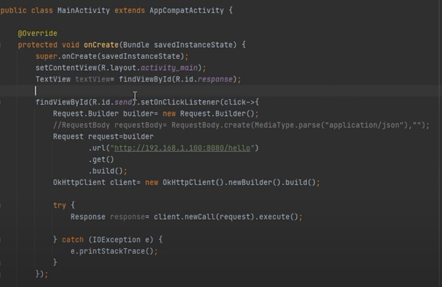 public class MainActivity extends AppCompatActivity {
@Override
protected void onCreate(Bundle savedInstanceState) {
super.onCreate(savedInstanceState);
setContentView(R.layout.activity_main);
TextView textView= findViewById(R.id.response);
findViewById(R.id.send).setOnClickListener(click->{
Request.Builder builder= new Request.Builder();
//RequestBody requestBody= RequestBody.create(MediaType.parse("application/json"),"");
Request request=builder
.url("http://192.168.1.100:8080/hello")
.get()
.build();
OkHttpClient client= new OkHttpClient().newBuilder().build();
try {
Response response= client.newCall(request).execute();
} catch (IOException e) {
e.printStackTrace();
}
});